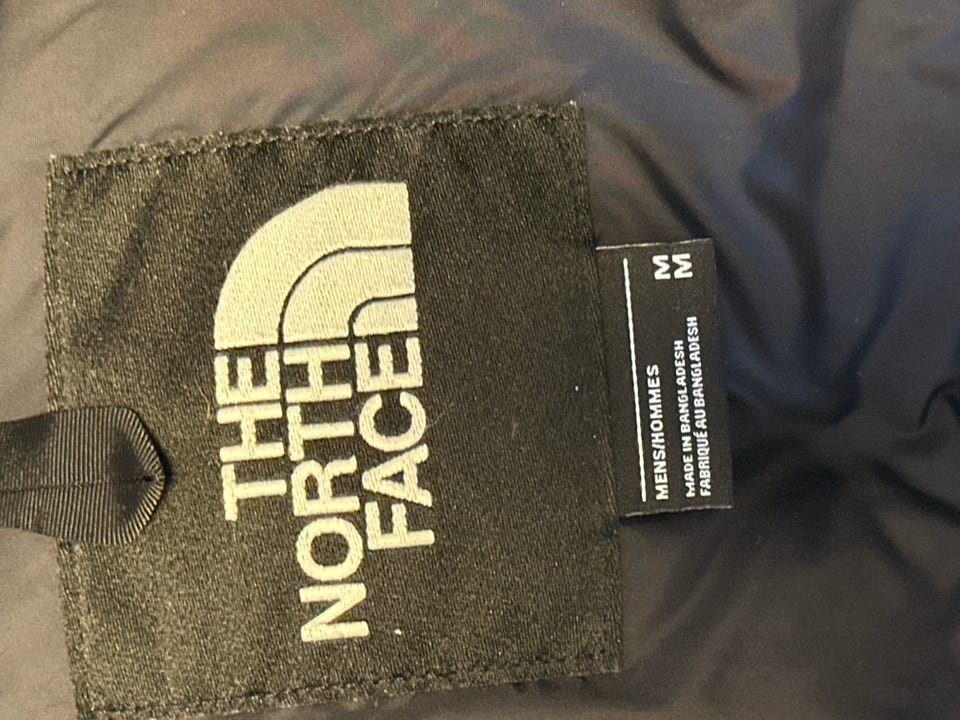 THE
NORTH
FACE
MENS/HOMMES M
M
MADE IN BANGLADESH
FABRIQUÉ AU BANGLADESH